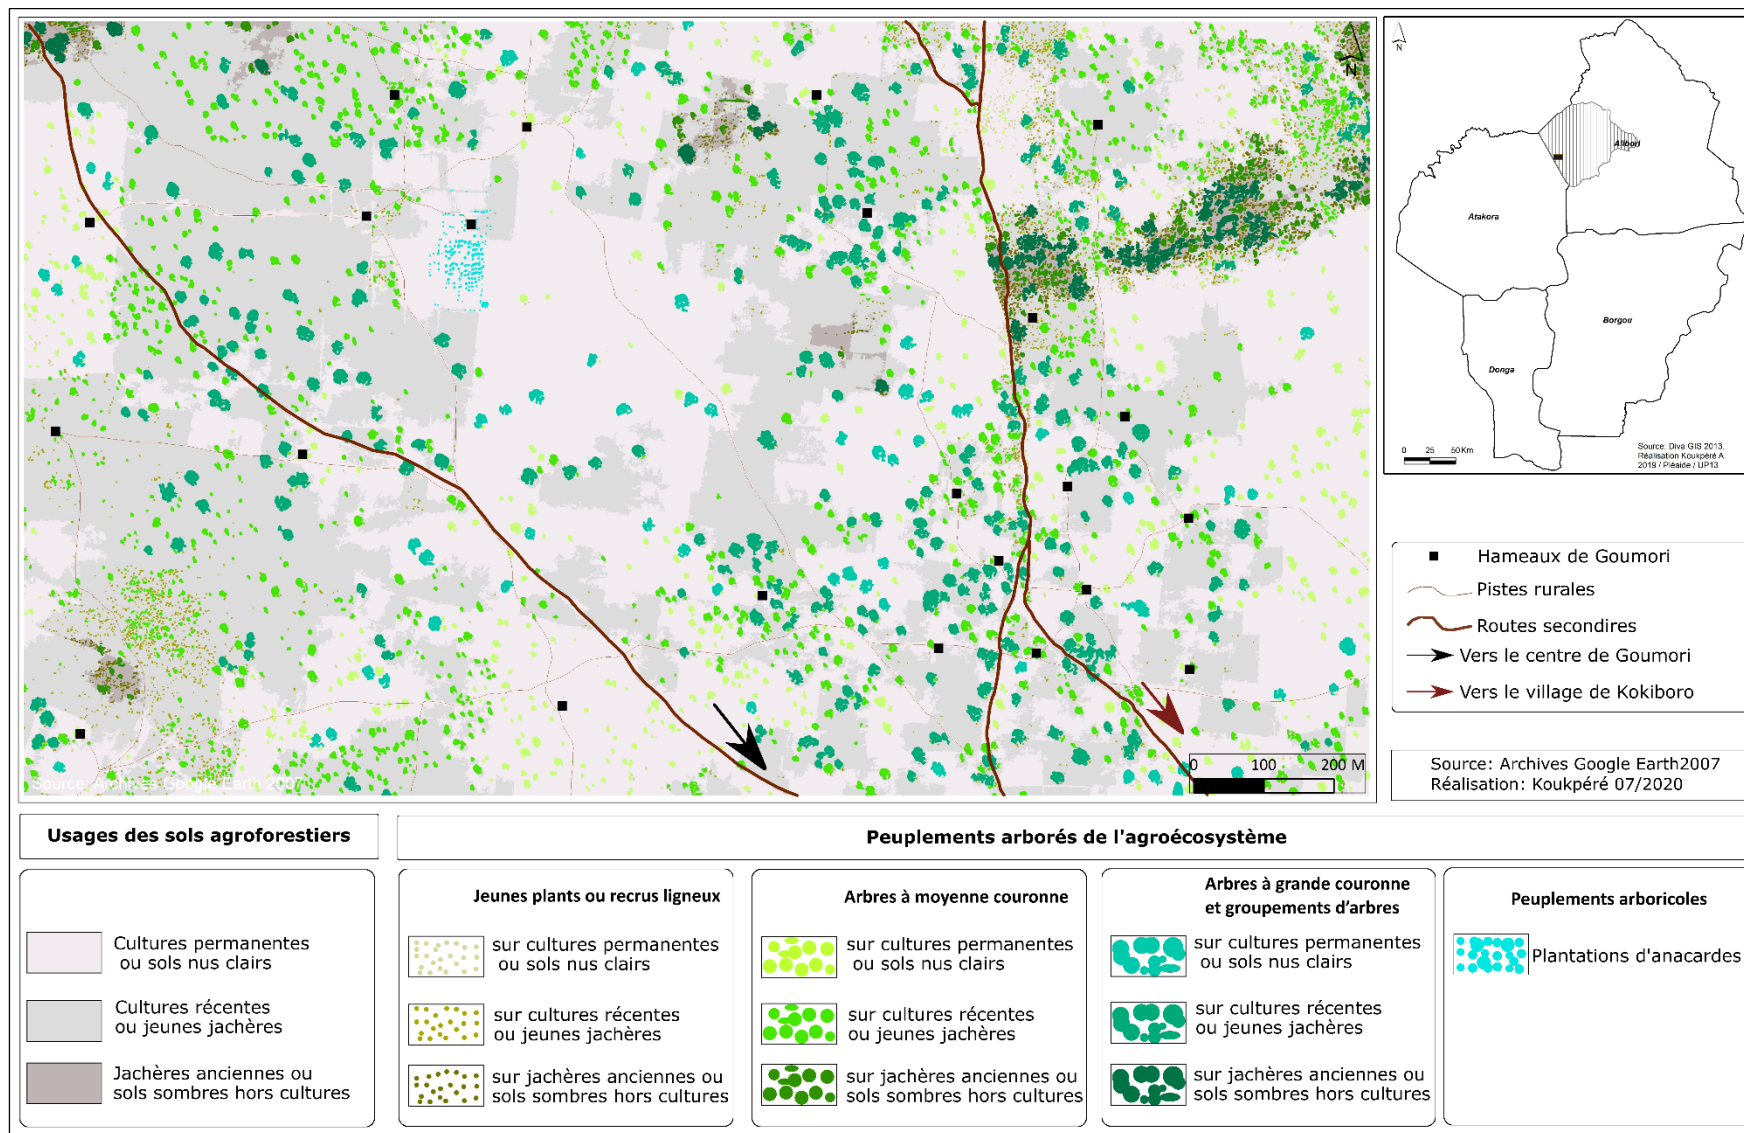 N
Source: Archives Google Earth 2007
0 100 200 M
N
Alibori
Atakora
Borgou
Donga
Source: Diva GIS 2013,
Réalisation Koukpéré A.
2019 / Pléaide / UP13
0 25 50 Km
Hameaux de Goumori
Pistes rurales
Routes secondires
Vers le centre de Goumori
Vers le village de Kokiboro
Source: Archives Google Earth2007
Réalisation: Koukpéré 07/2020
Usages des sols agroforestiers
Cultures permanentes
ou sols nus clairs
Cultures récentes
ou jeunes jachères
Jachères anciennes ou
sols sombres hors cultures
Peuplements arborés de l'agroécosystème
Jeunes plants ou recrus ligneux
sur cultures permanentes
ou sols nus clairs
sur cultures récentes
ou jeunes jachères
sur jachères anciennes ou
sols sombres hors cultures
Arbres à moyenne couronne
sur cultures permanentes
ou sols nus clairs
sur cultures récentes
ou jeunes jachères
sur jachères anciennes ou
sols sombres hors cultures
Arbres à grande couronne
et groupements d'arbres
sur cultures permanentes
ou sols nus clairs
sur cultures récentes
ou jeunes jachères
sur jachères anciennes ou
sols sombres hors cultures
Peuplements arboricoles
Plantations d'anacardes